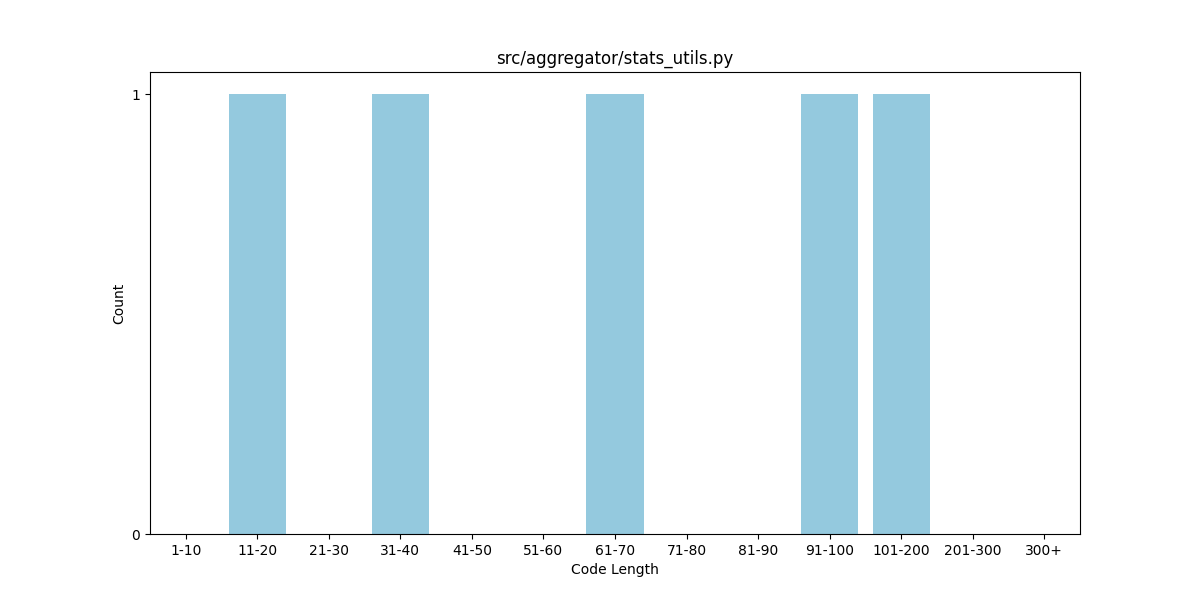 src/aggregator/stats_utils.py
1
Count
0
1-10 11-20 21-30 31-40 41-50 51-60 61-70 71-80 81-90 91-100 101-200 201-300 300+
Code Length